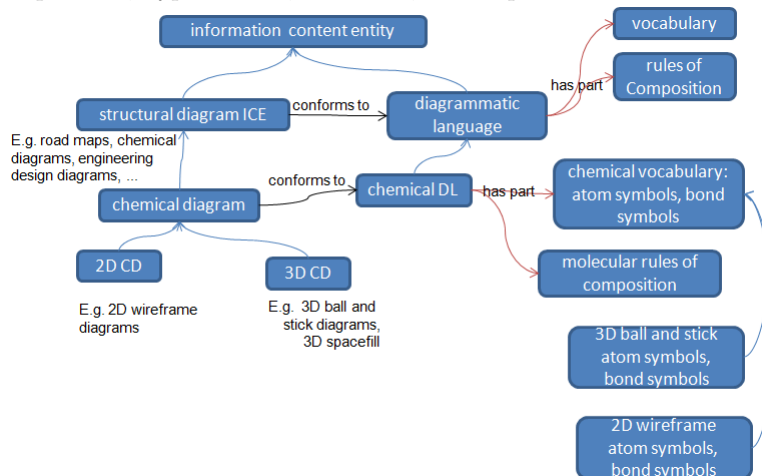 information content entity
vocabulary
rules of
Composition
has part
structural diagram ICE
conforms to
diagrammatic
language
E.g. road maps, chemical
diagrams, engineering
design diagrams, ...
chemical diagram
conforms to
chemical DL
has part
chemical vocabulary:
atom symbols, bond
symbols
2D CD
3D CD
molecular rules of
composition
E.g. 2D wireframe
diagrams
E.g. 3D ball and
stick diagrams,
3D spacefill
3D ball and stick
atom symbols,
bond symbols
2D wireframe
atom symbols,
bond symbols